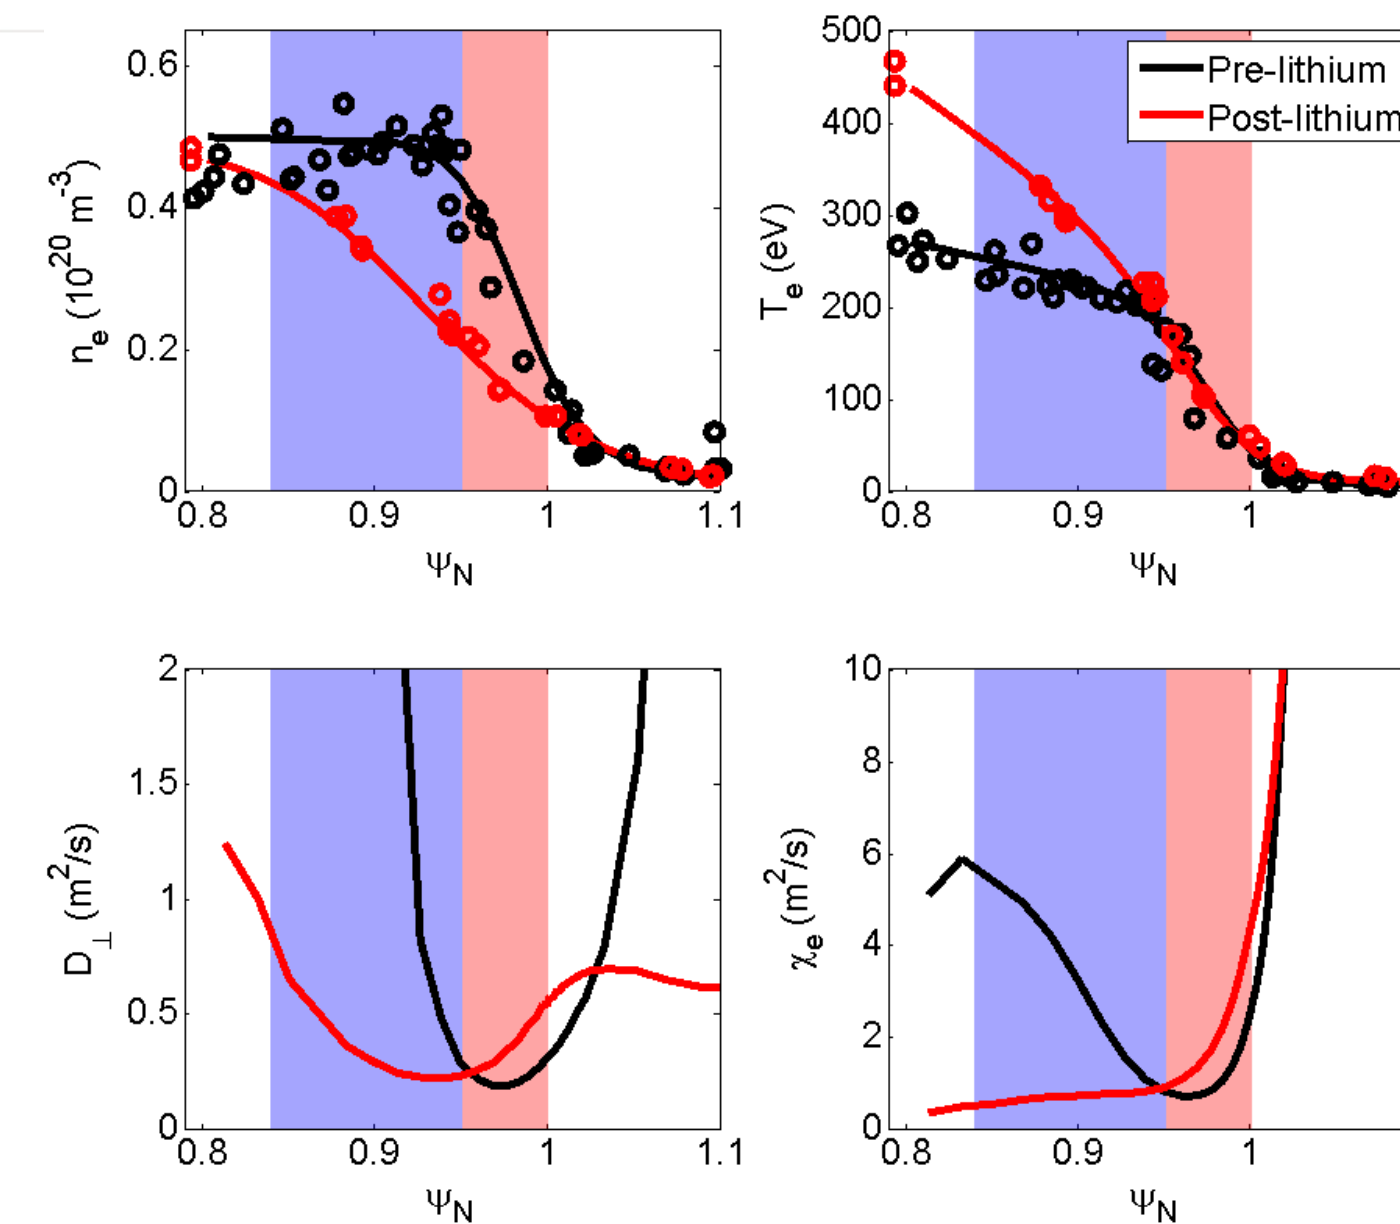 0.6
0.4
0.2
0
n_e (10^20 m^-3)
0.8 0.9 1 1.1
ψ_N
500
400
300
200
100
0
T_e (eV)
Pre-lithium
Post-lithium
0.8 0.9 1
ψ_N
2
1.5
1
0.5
0
D_⊥ (m^2/s)
0.8 0.9 1 1.1
ψ_N
10
8
6
4
2
0
χ_e (m^2/s)
0.8 0.9 1
ψ_N